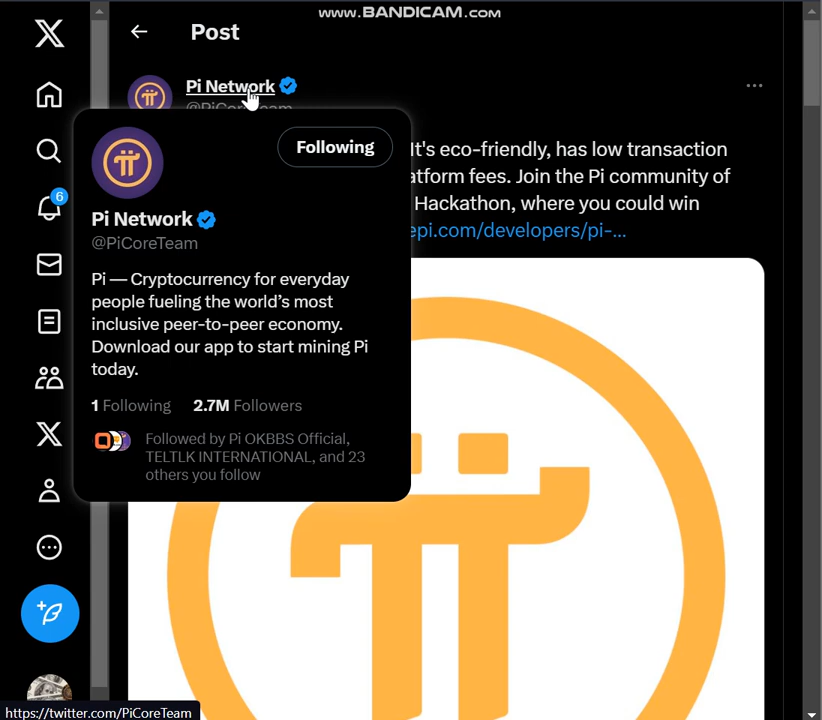 www.BANDICAM.com
Post
Pi Network
Following
Pi Network
@PiCoreTeam
Pi — Cryptocurrency for everyday
people fueling the world's most
inclusive peer-to-peer economy.
Download our app to start mining Pi
today.
1 Following 2.7M Followers
Followed by Pi OKBBS Official,
TELTLK INTERNATIONAL, and 23
others you follow
It's eco-friendly, has low transaction
fees. Join the Pi community of
Hackathon, where you could win
epi.com/developers/pi-...
6
https://twitter.com/PiCoreTeam